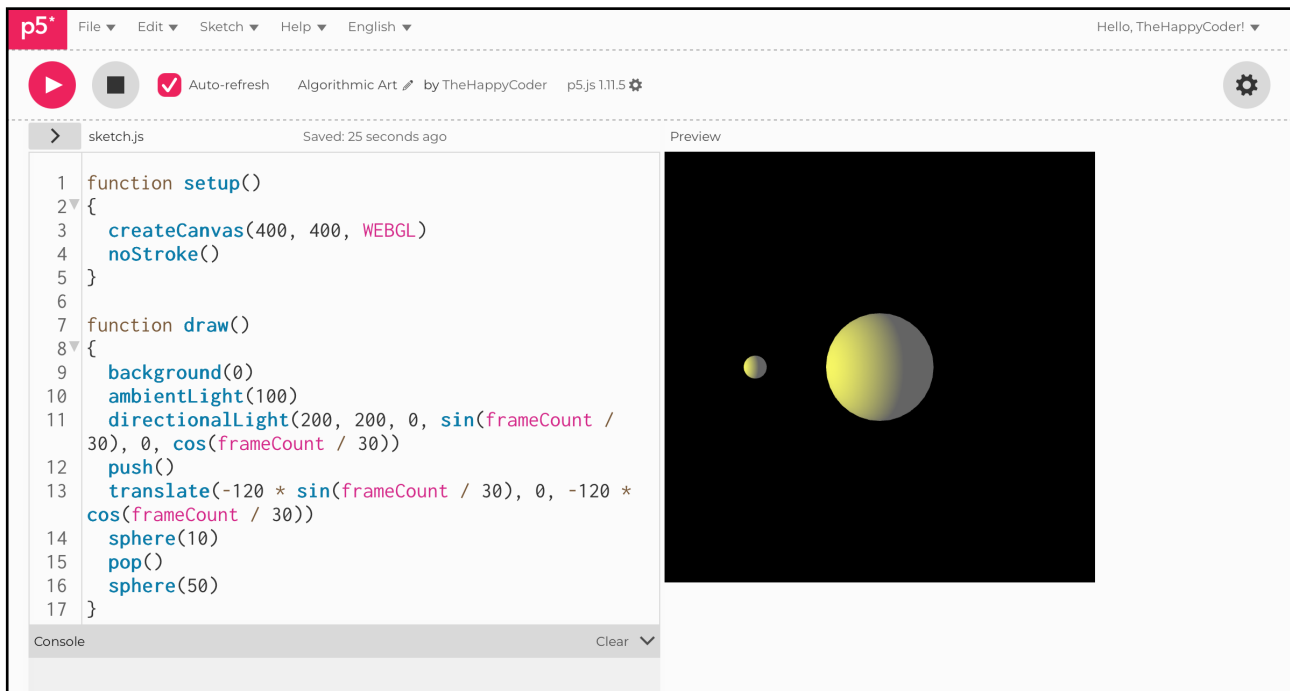 p5* File Edit Sketch Help English Hello, TheHappyCoder!
Auto-refresh Algorithmic Art by TheHappyCoder p5.js 1.11.5
> sketch.js Saved: 25 seconds ago Preview
1 function setup()
2 {
3 createCanvas(400, 400, WEBGL)
4 noStroke()
5 }
6
7 function draw()
8 {
9 background(0)
10 ambientLight(100)
11 directionalLight(200, 200, 0, sin(frameCount /
30), 0, cos(frameCount / 30))
12 push()
13 translate(-120 * sin(frameCount / 30), 0, -120 *
cos(frameCount / 30))
14 sphere(10)
15 pop()
16 sphere(50)
17 }
Console Clear